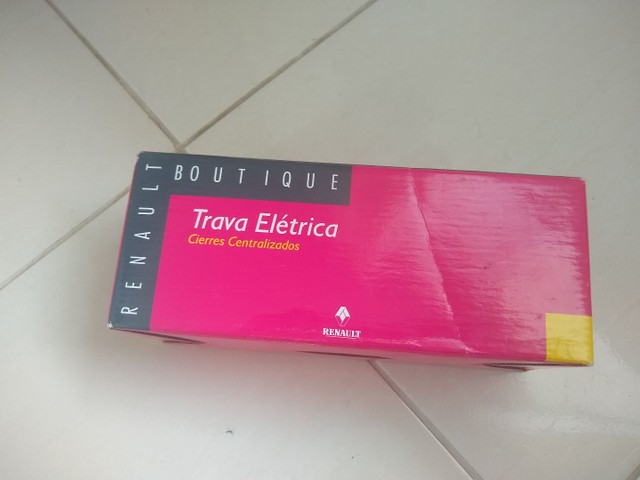 RENAULT
BOUTIQUE
Trava Elétrica
Cierres Centralizados
RENAULT